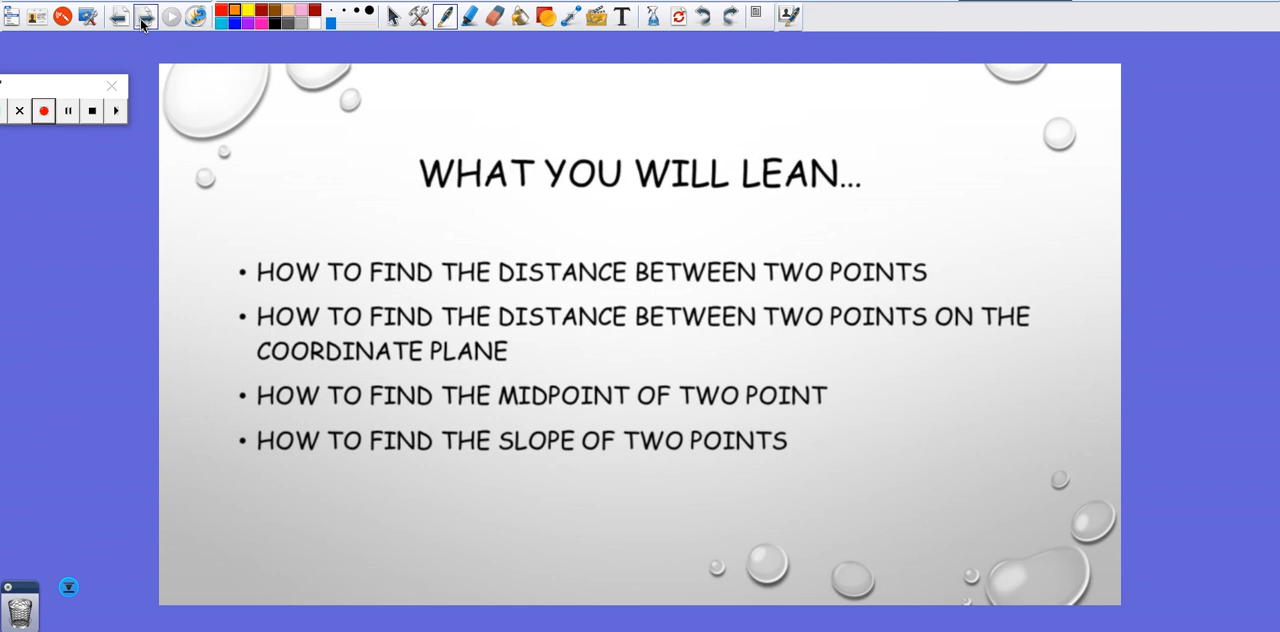 WHAT YOU WILL LEAN...
• HOW TO FIND THE DISTANCE BETWEEN TWO POINTS
• HOW TO FIND THE DISTANCE BETWEEN TWO POINTS ON THE
COORDINATE PLANE
• HOW TO FIND THE MIDPOINT OF TWO POINT
• HOW TO FIND THE SLOPE OF TWO POINTS